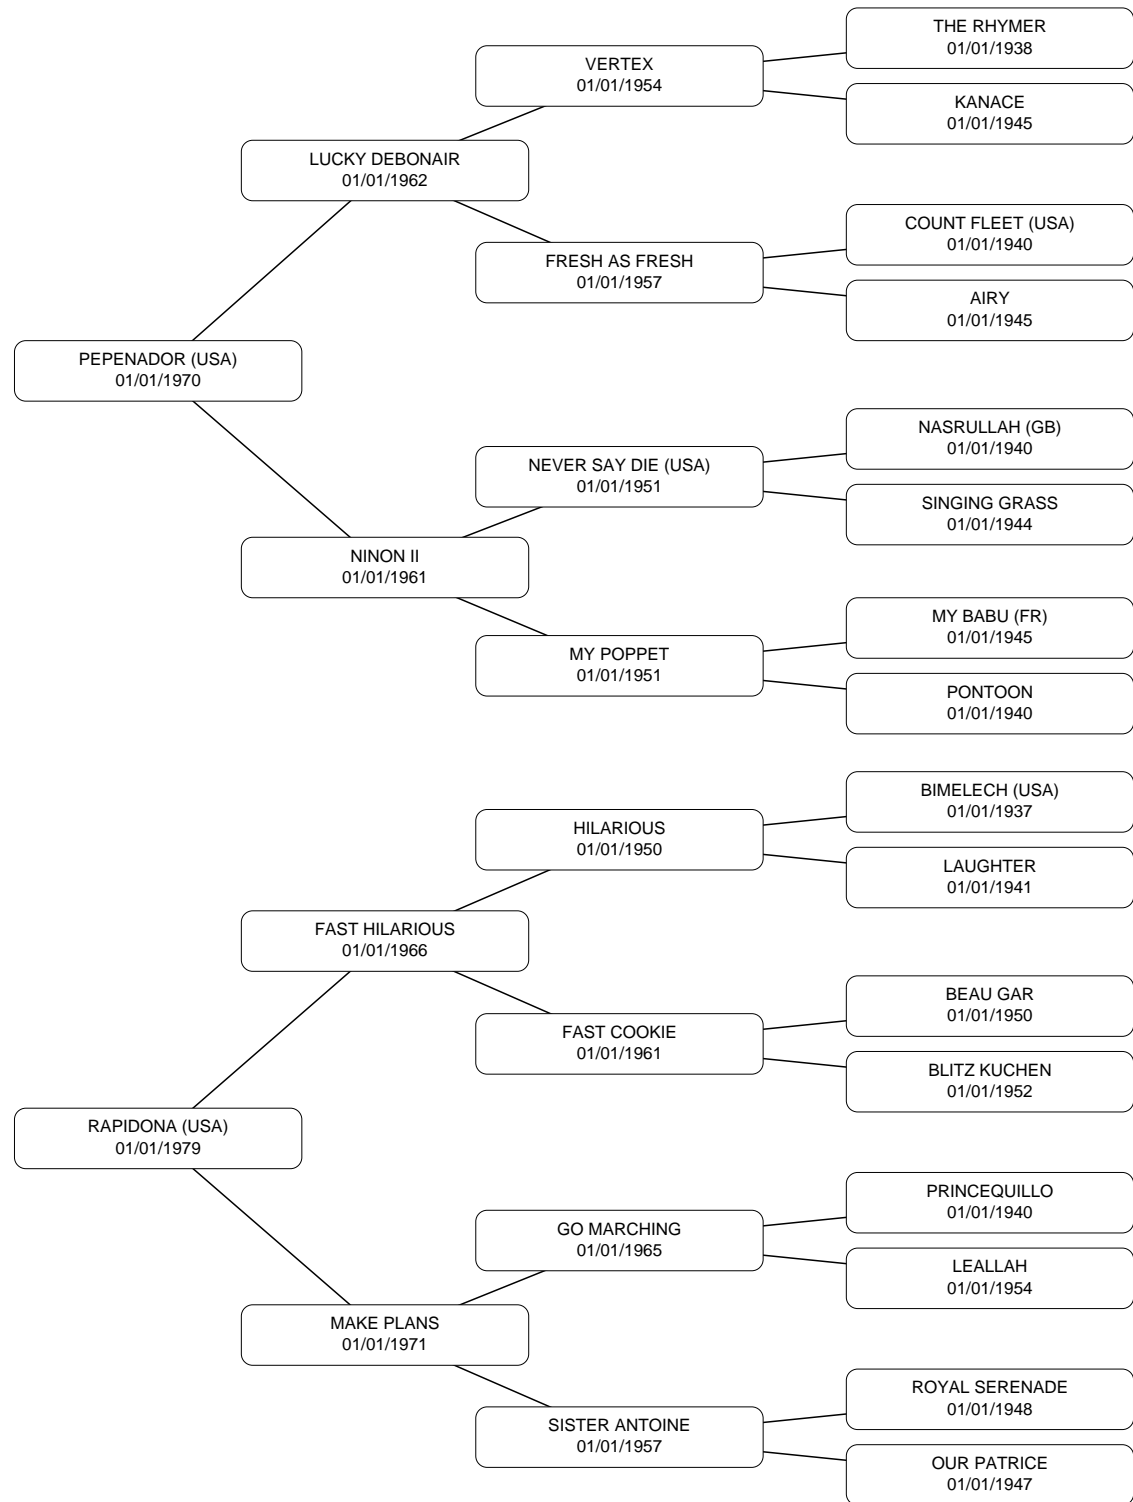 THE RHYMER
01/01/1938
VERTEX
01/01/1954
KANACE
01/01/1945
LUCKY DEBONAIR
01/01/1962
COUNT FLEET (USA)
01/01/1940
FRESH AS FRESH
01/01/1957
AIRY
01/01/1945
PEPENADOR (USA)
01/01/1970
NASRULLAH (GB)
01/01/1940
NEVER SAY DIE (USA)
01/01/1951
SINGING GRASS
01/01/1944
NINON II
01/01/1961
MY BABU (FR)
01/01/1945
MY POPPET
01/01/1951
PONTOON
01/01/1940
BIMELECH (USA)
01/01/1937
HILARIOUS
01/01/1950
LAUGHTER
01/01/1941
FAST HILARIOUS
01/01/1966
BEAU GAR
01/01/1950
FAST COOKIE
01/01/1961
BLITZ KUCHEN
01/01/1952
RAPIDONA (USA)
01/01/1979
PRINCEQUILLO
01/01/1940
GO MARCHING
01/01/1965
LEALLAH
01/01/1954
MAKE PLANS
01/01/1971
ROYAL SERENADE
01/01/1948
SISTER ANTOINE
01/01/1957
OUR PATRICE
01/01/1947